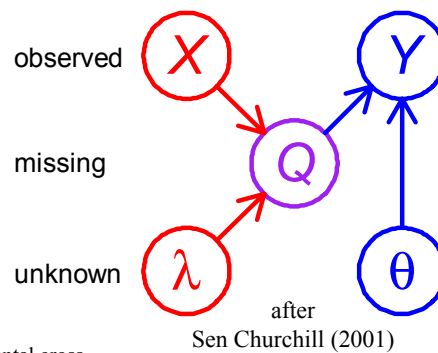 observed X Y
missing Q
unknown λ θ
after
Sen Churchill (2001)